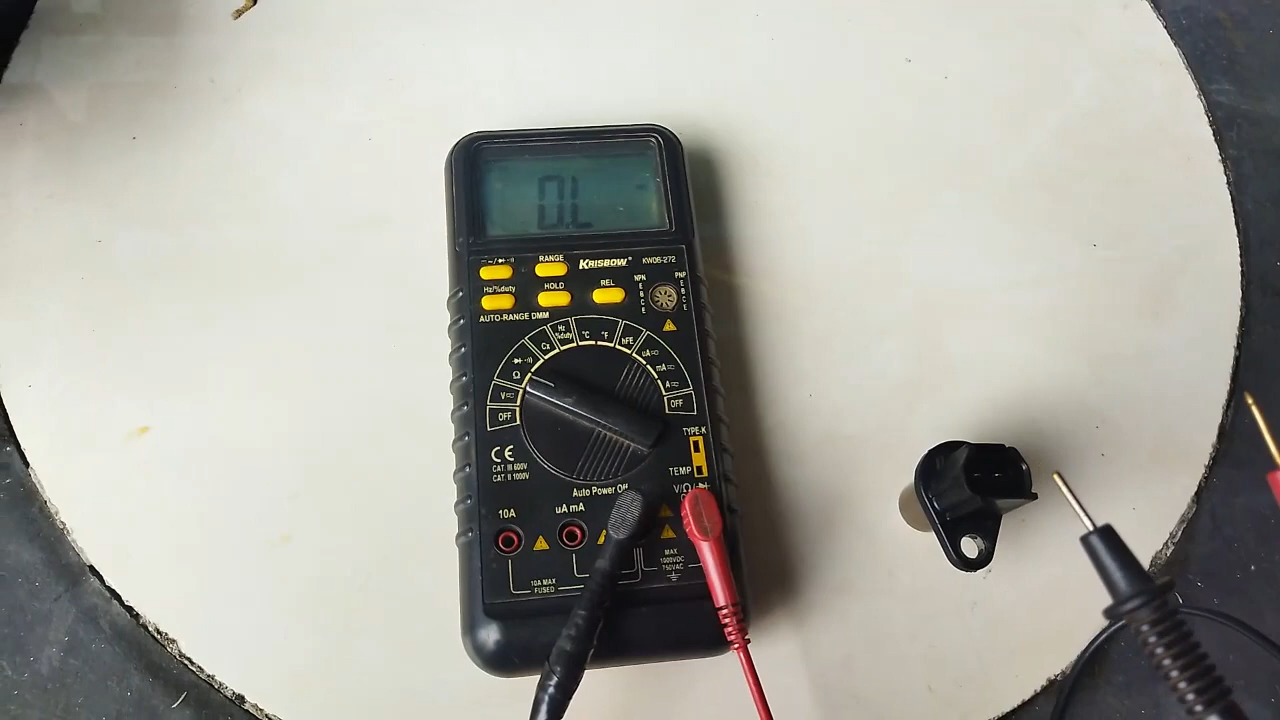 O.L
RANGE
KRISBOW®
KW06-272
Hz/%duty
HOLD
REL
NPN
E
B
C
E
PNP
E
B
C
E
AUTO-RANGE DMM
Hz
%duty
Cx
°C
°F
hFE
uA
mA
A
OFF
Ω
V
OFF
CE
CAT. III 600V
CAT. II 1000V
TYPE-K
TEMP
Auto Power Off
V/Ω/
10A
uA mA
MAX
1000VDC
750VAC
10A MAX
FUSED